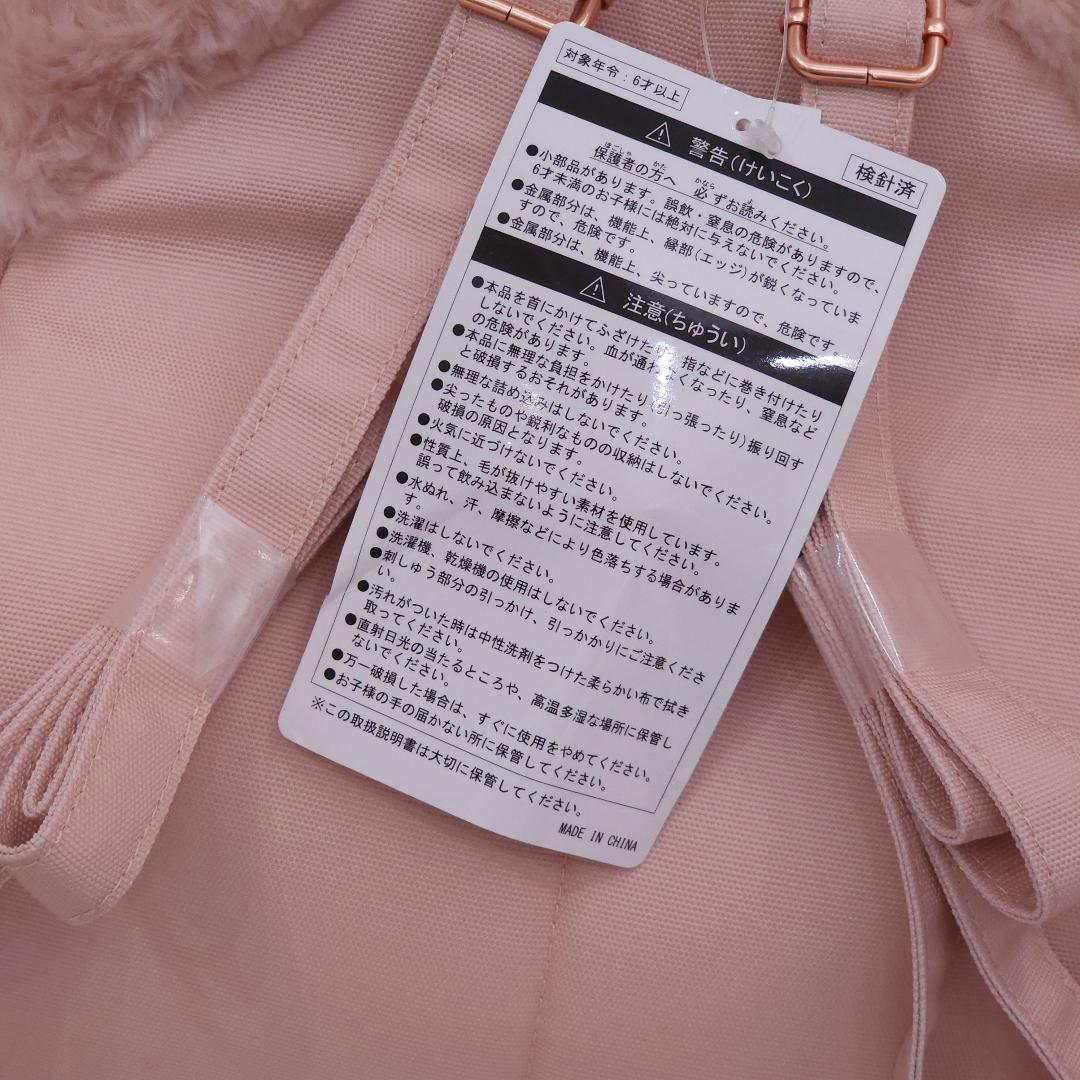 対象年令:6才以上
検針済
⚠ 警告(けいこく)
保護者の方へ 必ずお読みください。
ほごしゃ かた かなら よ
●小部品があります。誤飲・窒息の危険がありますので、
6才未満のお子様には絶対に与えないでください。
●金属部分は、機能上、縁部(エッジ)が鋭くなっていま
すので、危険です。
●金属部分は、機能上、尖っていますので、危険です。
⚠ 注意(ちゅうい)
●本品を首にかけてふざけた 指などに巻き付けたり
しないでください。血が通わなくなったり、窒息など
の危険があります。
●本品に無理な負担をかけたり(引っ張ったり)振り回す
と破損するおそれがあります。
●無理な詰め込みはしないでください。
●尖ったものや鋭利なものの収納はしないでください。
破損の原因となります。
●火気に近づけないでください。
●性質上、毛が抜けやすい素材を使用しています。
誤って飲み込まないように注意してください。
●水ぬれ、汗、摩擦などにより色落ちする場合がありま
す。
●洗濯はしないでください。
●洗濯機、乾燥機の使用はしないでください。
●刺しゅう部分の引っかけ、引っかかりにご注意くださ
い。
●汚れがついた時は中性洗剤をつけた柔らかい布で拭き
取ってください。
●直射日光の当たるところや、高温多湿な場所に保管し
ないでください。
●万一破損した場合は、すぐに使用をやめてください。
●お子様の手の届かない所に保管してください。
※この取扱説明書は大切に保管してください。
MADE IN CHINA